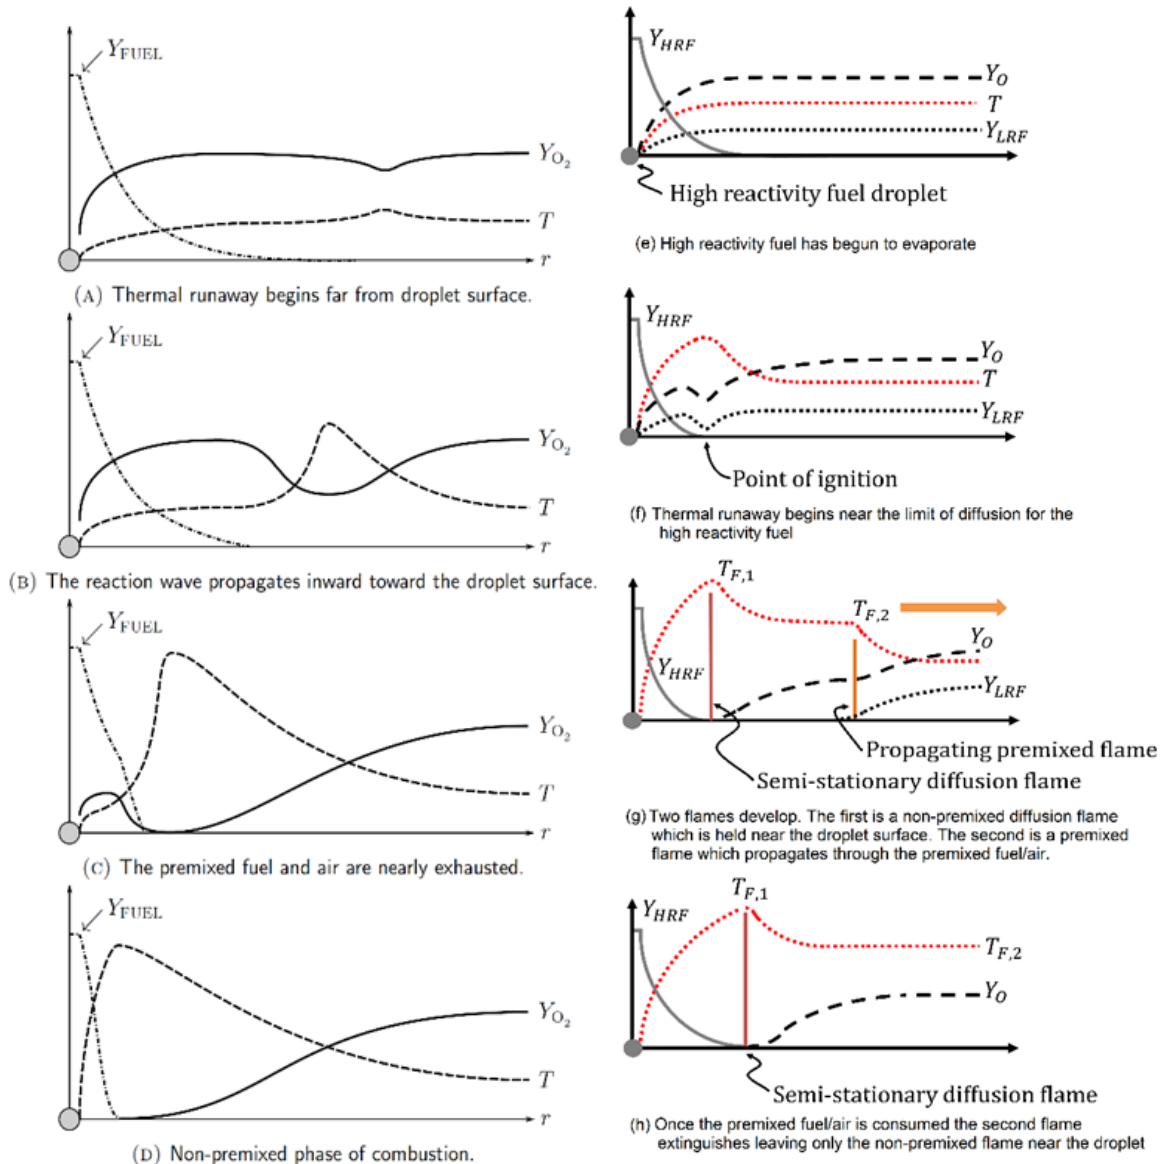 Y_FUEL
Y_O₂
T
r
(A) Thermal runaway begins far from droplet surface.
Y_FUEL
Y_O₂
T
r
(B) The reaction wave propagates inward toward the droplet surface.
Y_FUEL
Y_O₂
T
r
(C) The premixed fuel and air are nearly exhausted.
Y_FUEL
Y_O₂
T
r
(D) Non-premixed phase of combustion.
Y_HRF
Y_O
T
Y_LRF
High reactivity fuel droplet
(e) High reactivity fuel has begun to evaporate
Y_HRF
Y_O
T
Y_LRF
Point of ignition
(f) Thermal runaway begins near the limit of diffusion for the
high reactivity fuel
T_F,1
T_F,2
Y_O
Y_HRF
Y_LRF
Propagating premixed flame
Semi-stationary diffusion flame
(g) Two flames develop. The first is a non-premixed diffusion flame
which is held near the droplet surface. The second is a premixed
flame which propagates through the premixed fuel/air.
T_F,1
Y_HRF
T_F,2
Y_O
Semi-stationary diffusion flame
(h) Once the premixed fuel/air is consumed the second flame
extinguishes leaving only the non-premixed flame near the droplet